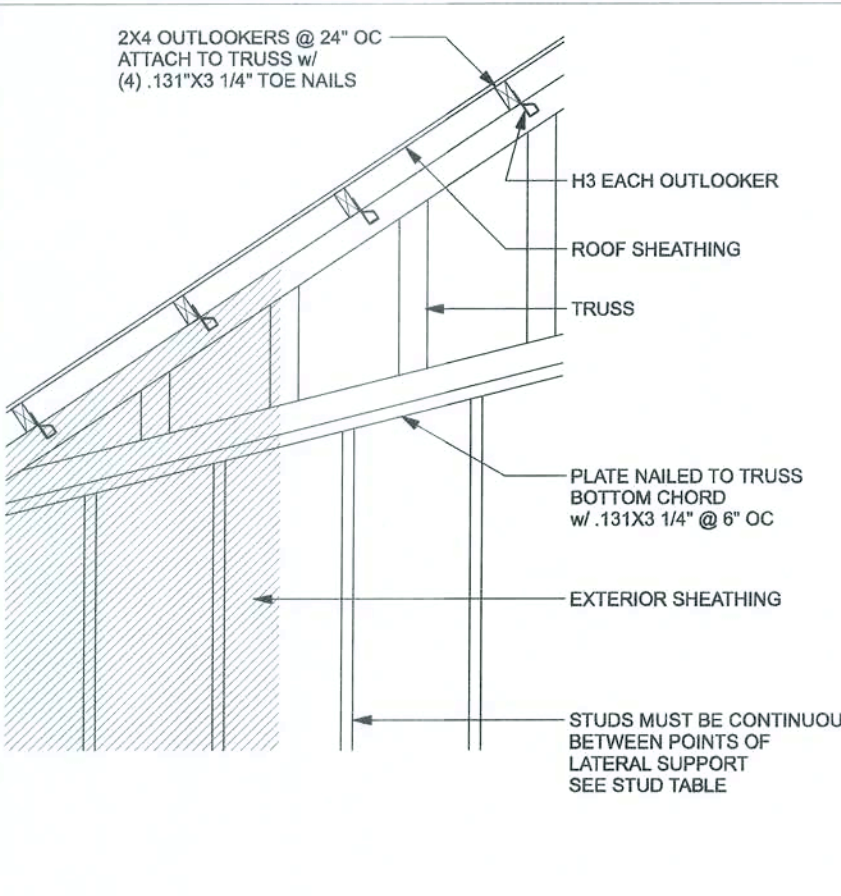 2X4 OUTLOOKERS @ 24" OC
ATTACH TO TRUSS w/
(4) .131"X3 1/4" TOE NAILS
H3 EACH OUTLOOKER
ROOF SHEATHING
TRUSS
PLATE NAILED TO TRUSS
BOTTOM CHORD
w/ .131X3 1/4" @ 6" OC
EXTERIOR SHEATHING
STUDS MUST BE CONTINUOU
BETWEEN POINTS OF
LATERAL SUPPORT
SEE STUD TABLE